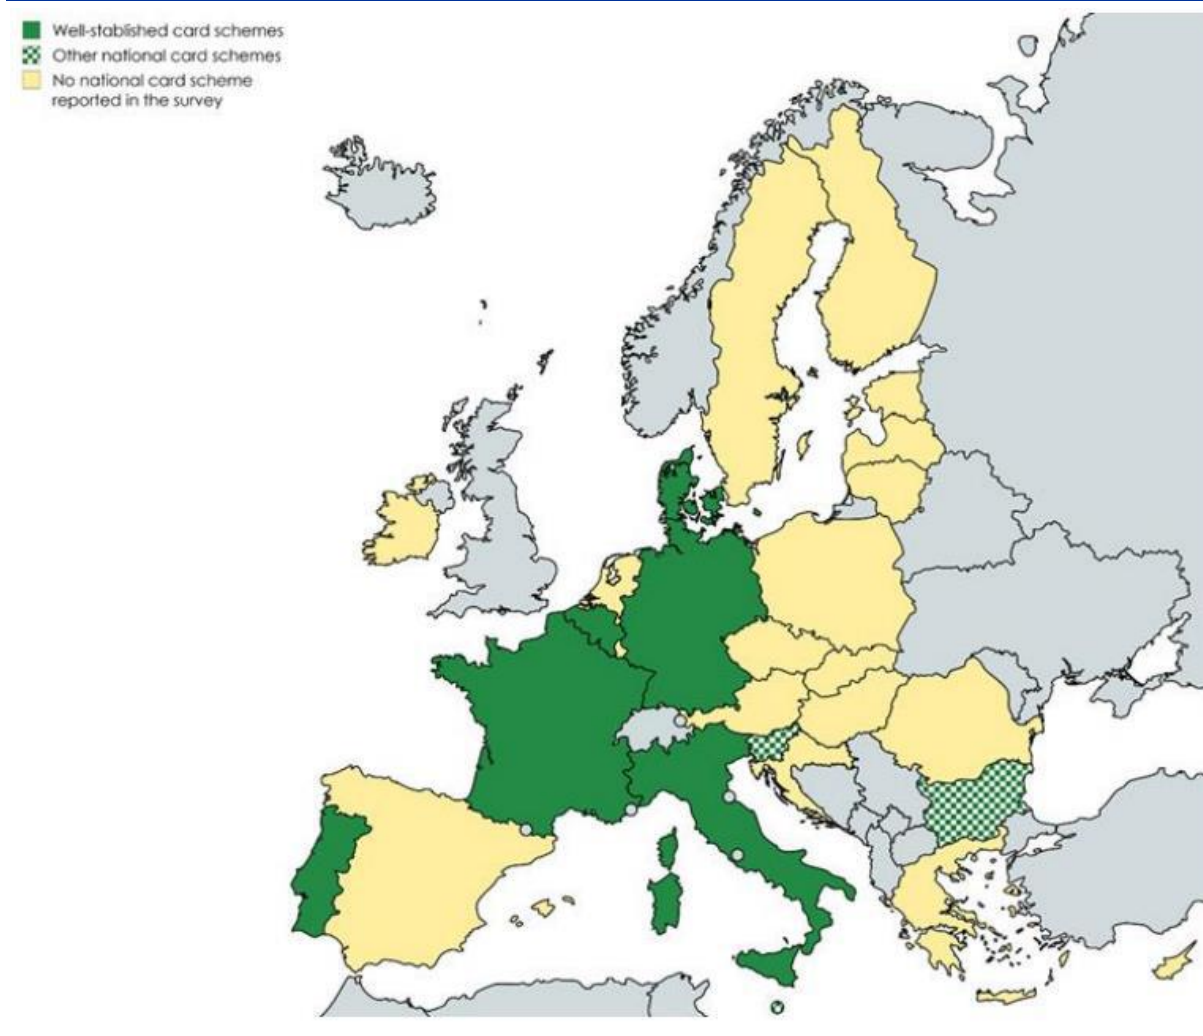 Well-stablished card schemes
Other national card schemes
No national card scheme
reported in the survey